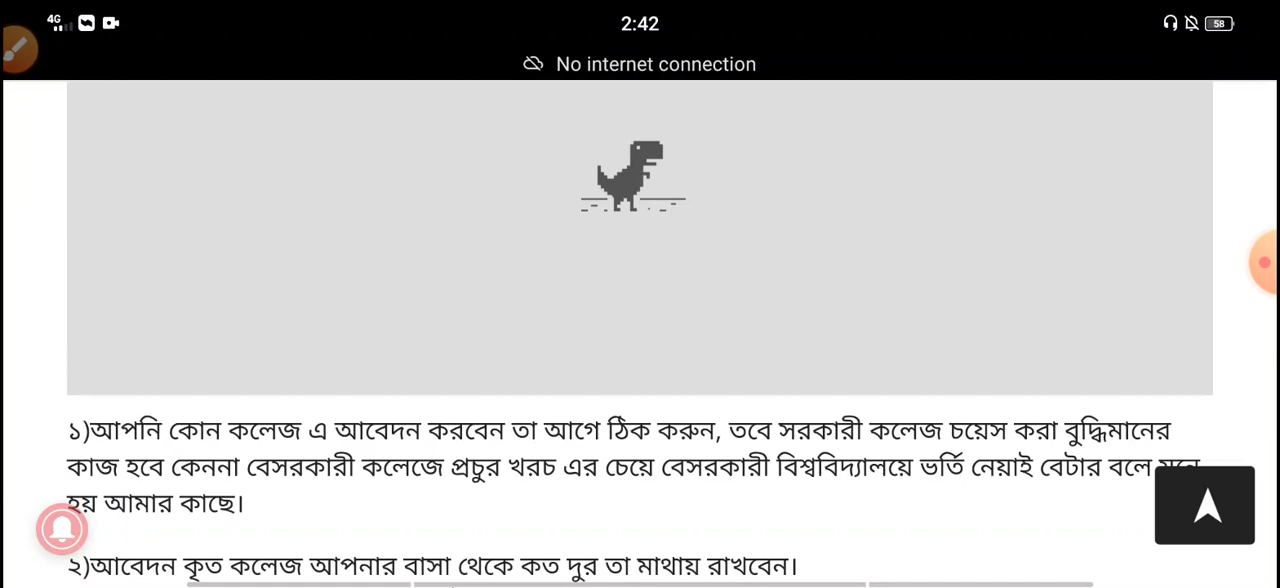 4G
2:42
58
No internet connection
১)আপনি কোন কলেজ এ আবেদন করবেন তা আগে ঠিক করুন, তবে সরকারী কলেজ চয়েস করা বুদ্ধিমানের
কাজ হবে কেননা বেসরকারী কলেজে প্রচুর খরচ এর চেয়ে বেসরকারী বিশ্ববিদ্যালয়ে ভর্তি নেয়াই বেটার বলে
হয় আমার কাছে।
২)আবেদন কৃত কলেজ আপনার বাসা থেকে কত দুর তা মাথায় রাখবেন।